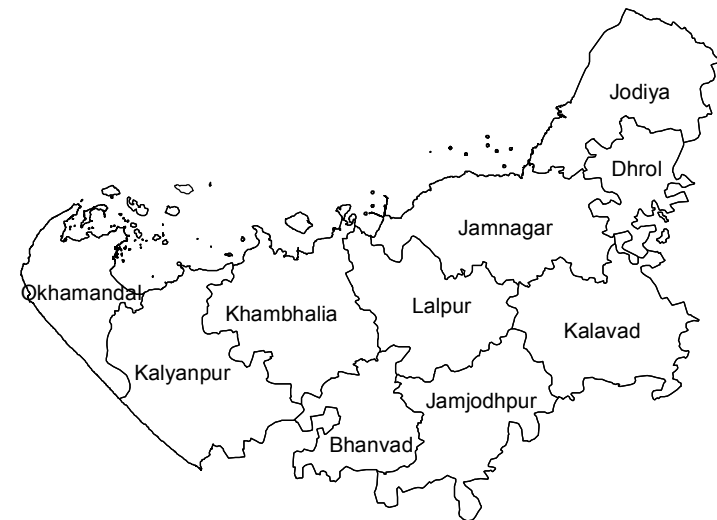 Jodiya
Dhrol
Jamnagar
Okhamandal
Khambhalia
Lalpur
Kalavad
Kalyanpur
Jamjodhpur
Bhanvad